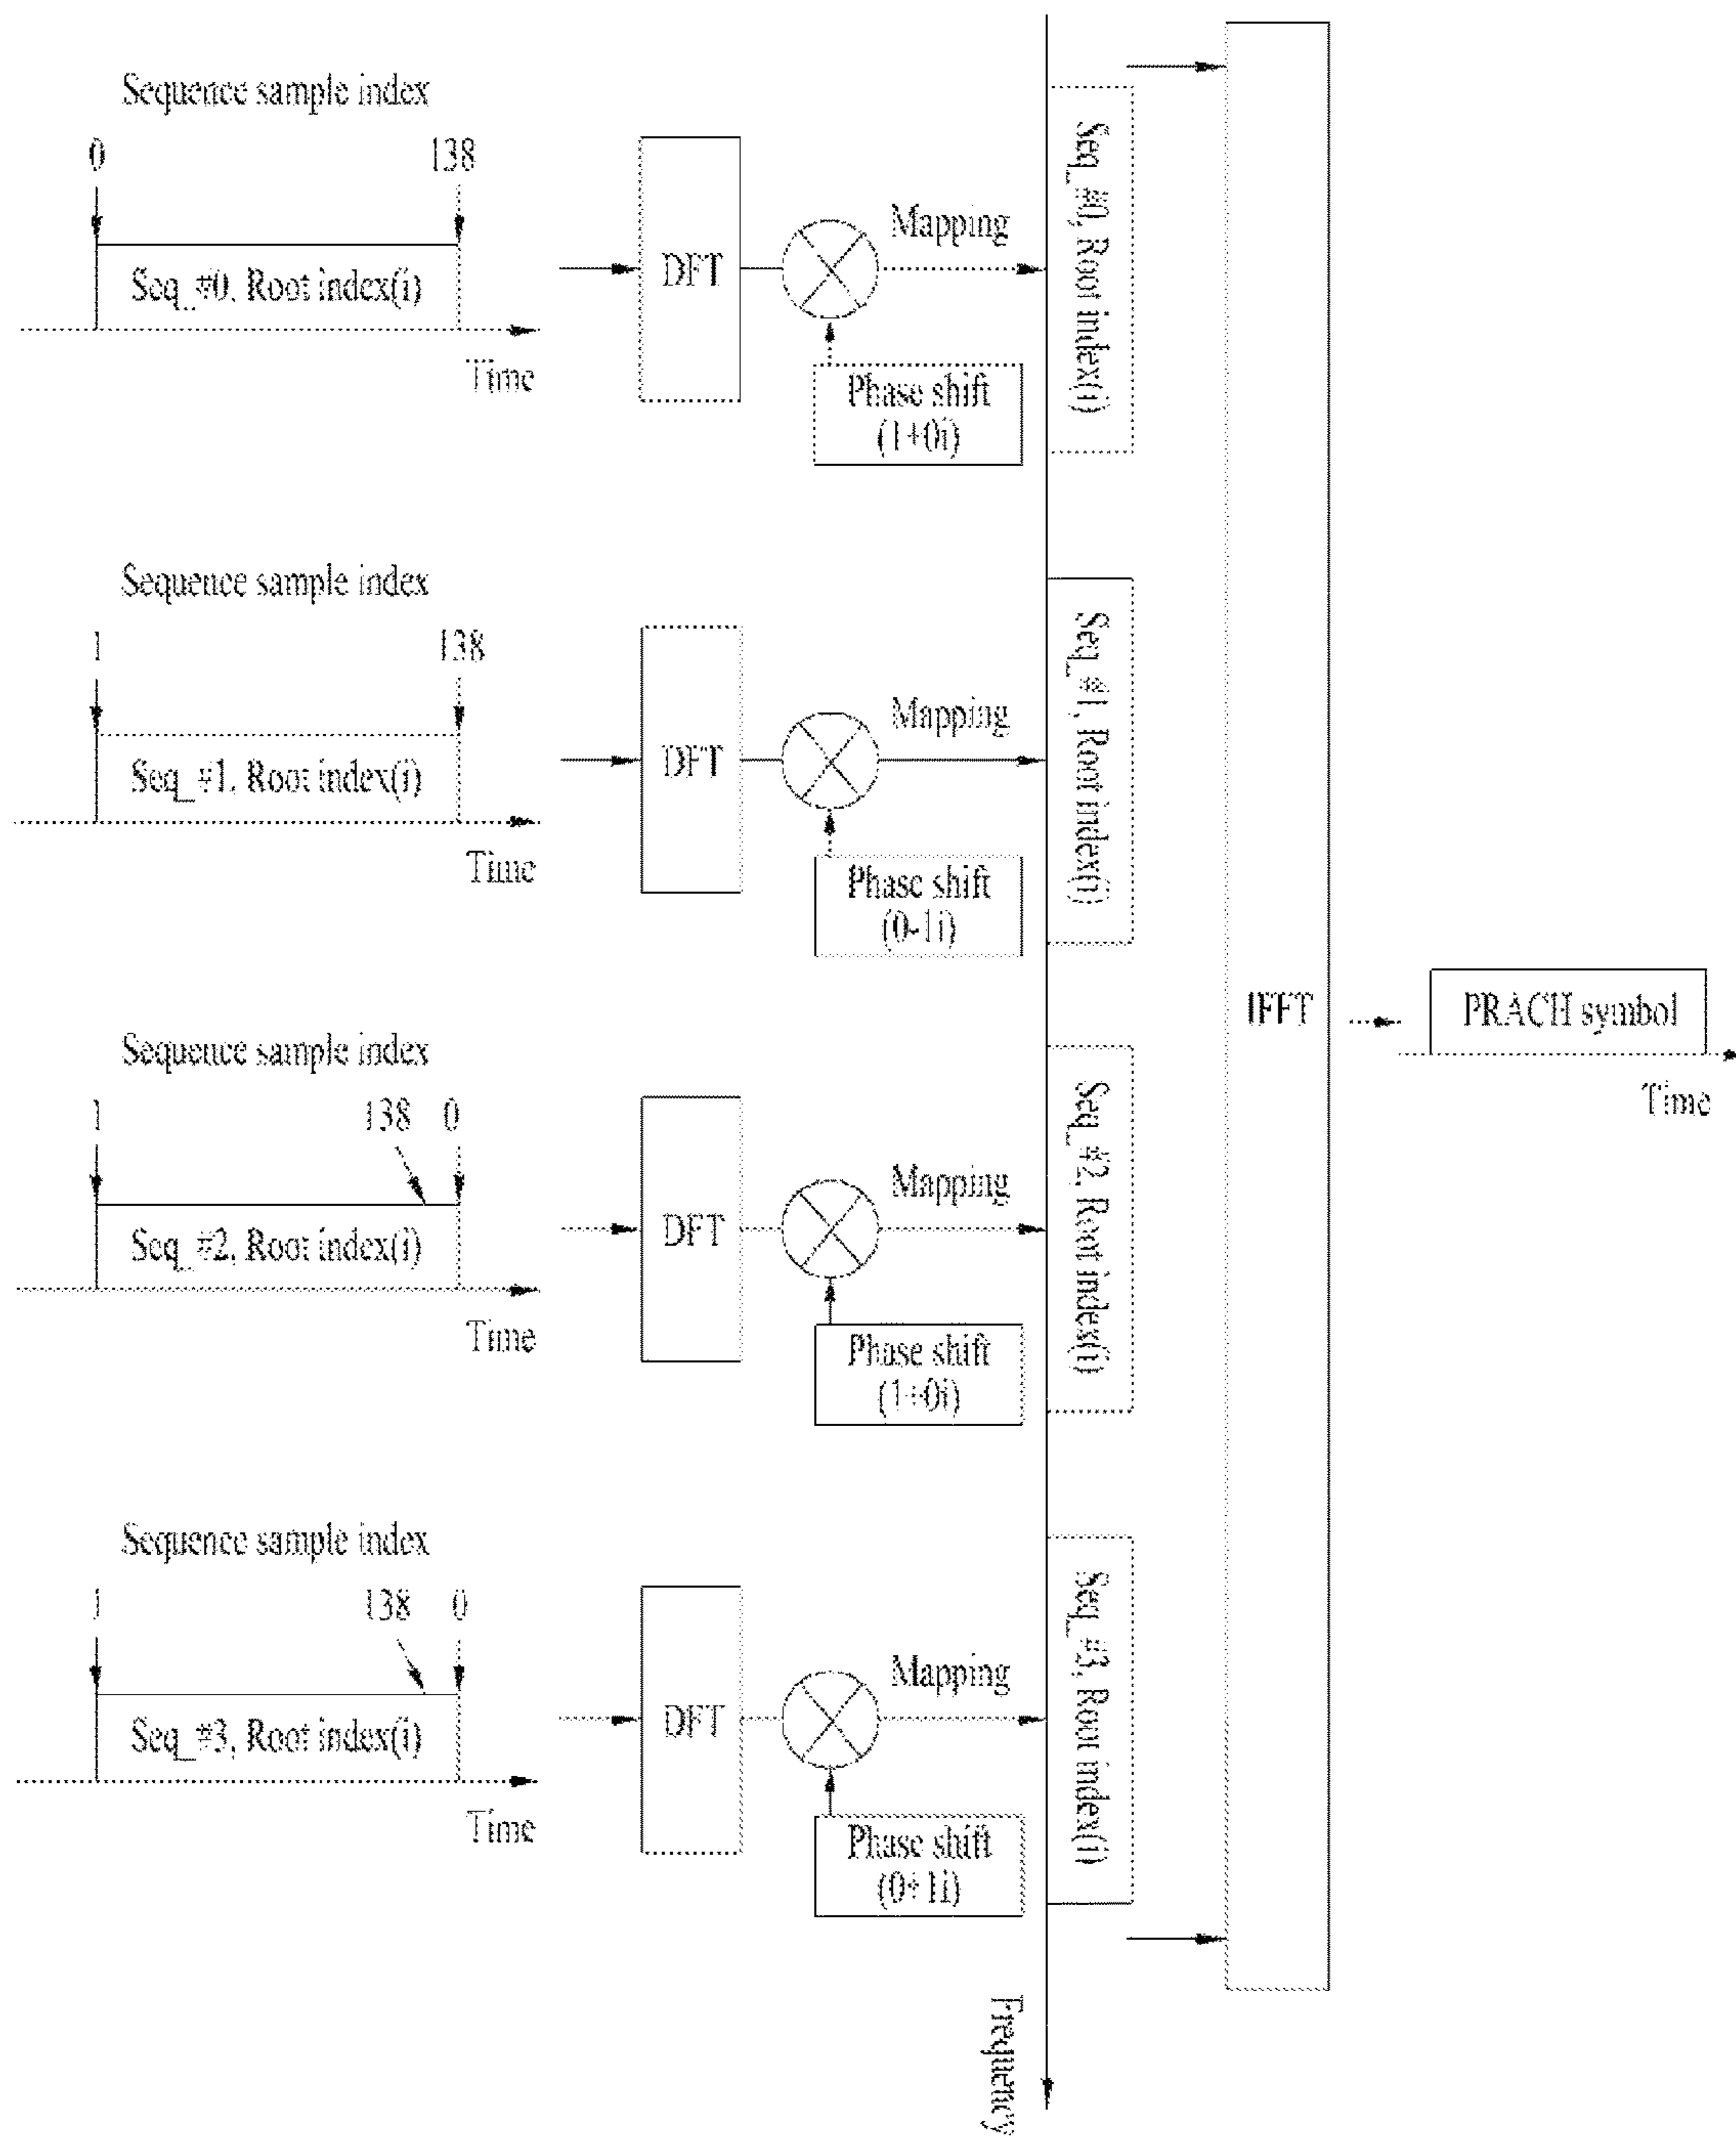 Sequence sample index
0 138
Seq_#0, Root index(i)
Time
DFT
Mapping
Phase shift
(1+0i)
Seq_#0, Root index(i)
Sequence sample index
1 138
Seq_#1, Root index(i)
Time
DFT
Mapping
Phase shift
(0-1i)
Seq_#1, Root index(i)
Sequence sample index
1 138 0
Seq_#2, Root index(i)
Time
DFT
Mapping
Phase shift
(1+0i)
Seq_#2, Root index(i)
Sequence sample index
1 138 0
Seq_#3, Root index(i)
Time
DFT
Mapping
Phase shift
(0+1i)
Seq_#3, Root index(i)
Frequency
IFFT
PRACH symbol
Time